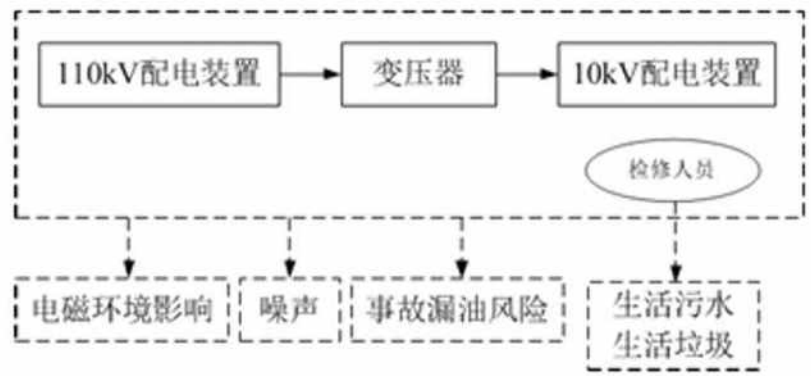 110kV配电装置
变压器
10kV配电装置
检修人员
电磁环境影响
噪声
事故漏油风险
生活污水
生活垃圾